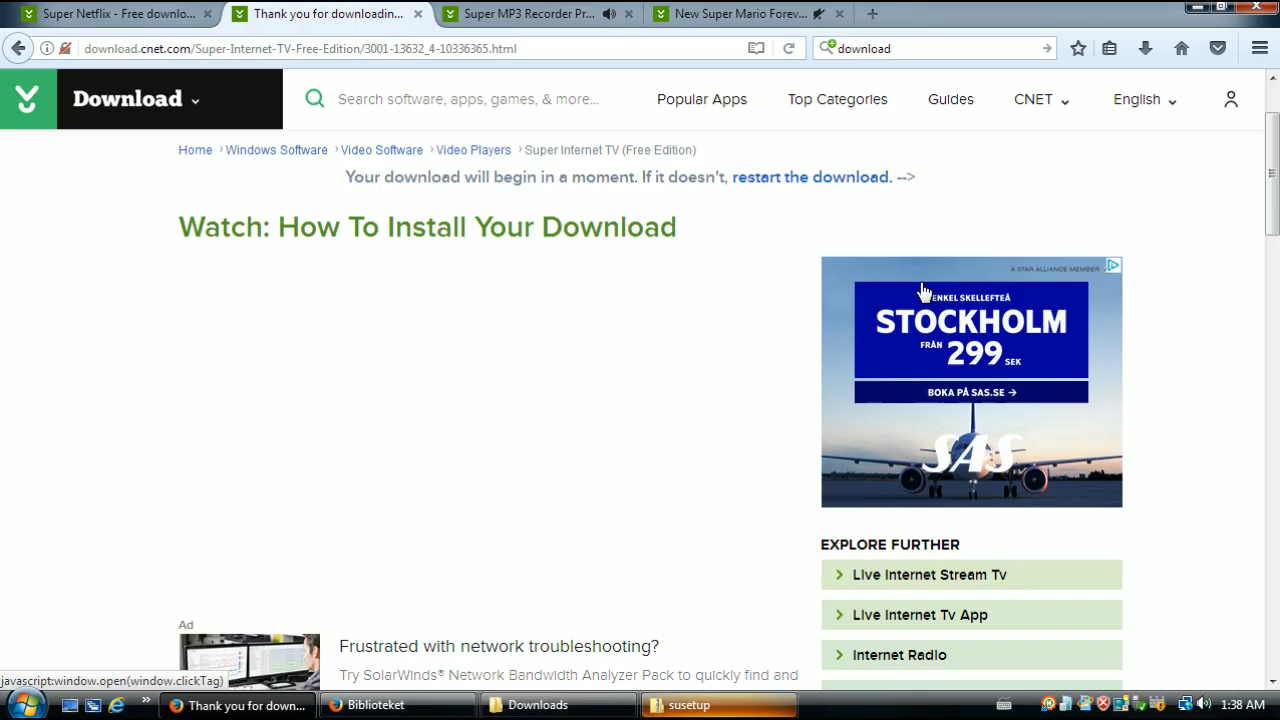 Super Netflix - Free downlo...
Thank you for downloadin...
Super MP3 Recorder Pr...
New Super Mario Forev...
download.cnet.com/Super-Internet-TV-Free-Edition/3001-13632_4-10336365.html
download
Download
Search software, apps, games, & more...
Popular Apps
Top Categories
Guides
CNET
English
Home
Windows Software
Video Software
Video Players
Super Internet TV (Free Edition)
Your download will begin in a moment. If it doesn't, restart the download. -->
Watch: How To Install Your Download
A STAR ALLIANCE MEMBER
ENKEL SKELLEFTEÅ
STOCKHOLM
FRÅN 299 SEK
BOKA PÅ SAS.SE →
SAS
EXPLORE FURTHER
Live Internet Stream Tv
Live Internet Tv App
Internet Radio
Ad
Frustrated with network troubleshooting?
Try SolarWinds® Network Bandwidth Analyzer Pack to quickly find and
javascript:window.open(window.clickTag)
Thank you for down...
Biblioteket
Downloads
susetup
1:38 AM